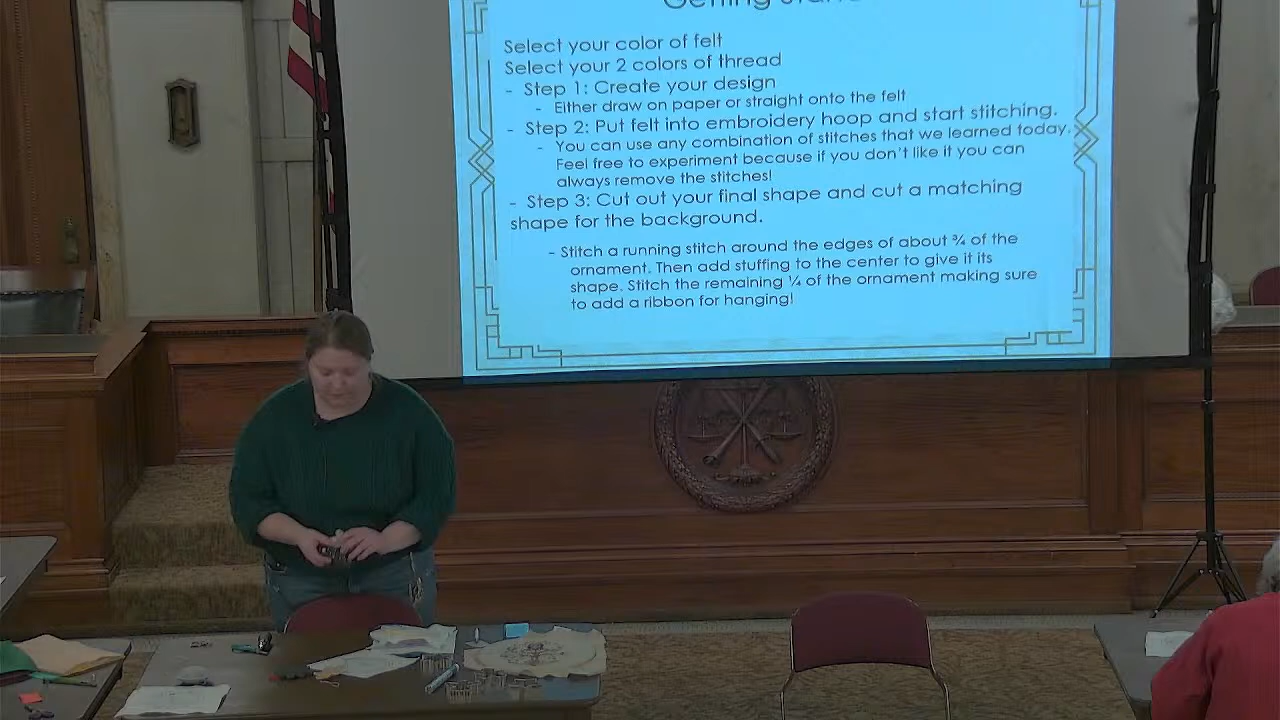 Getting
Select your color of felt
Select your 2 colors of thread
- Step 1: Create your design
- Either draw on paper or straight onto the felt
- Step 2: Put felt into embroidery hoop and start stitching.
- You can use any combination of stitches that we learned today.
Feel free to experiment because if you don't like it you can
always remove the stitches!
- Step 3: Cut out your final shape and cut a matching
shape for the background.
- Stitch a running stitch around the edges of about ¾ of the
ornament. Then add stuffing to the center to give it its
shape. Stitch the remaining ¼ of the ornament making sure
to add a ribbon for hanging!